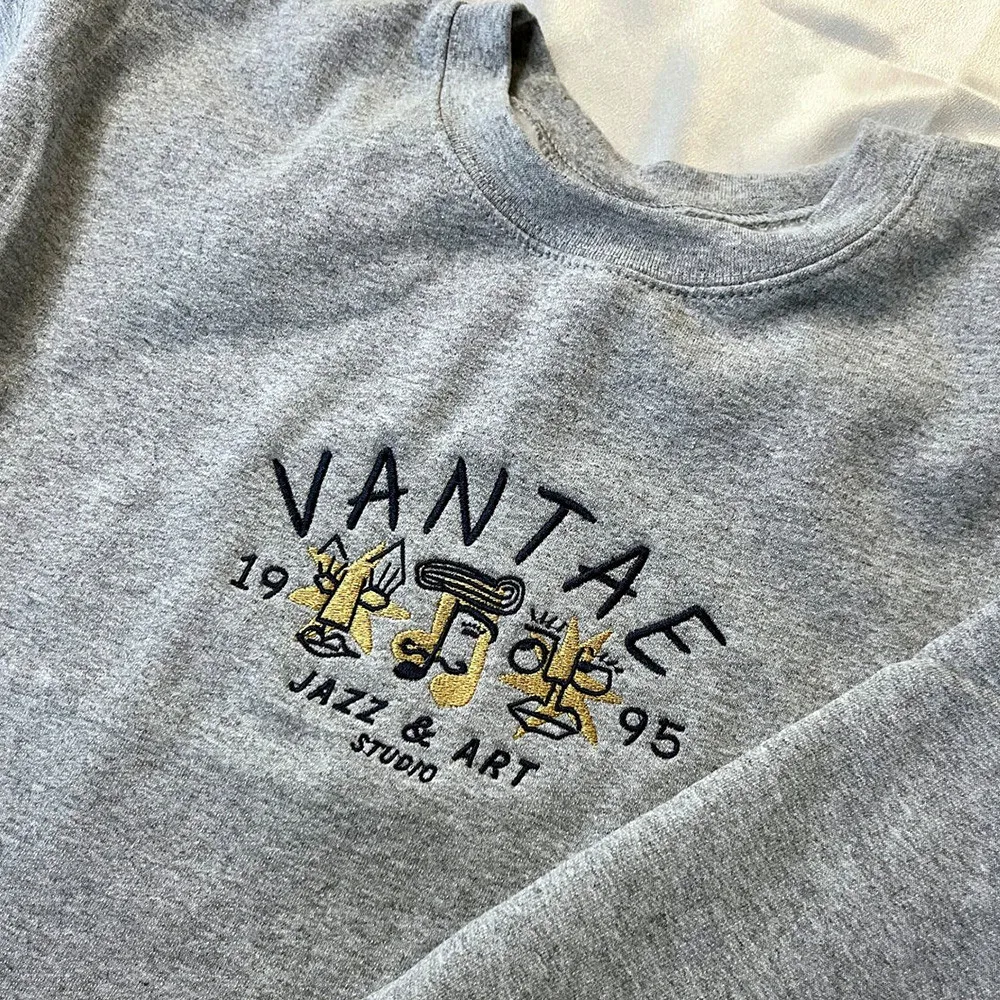 VANTAE
19 95
JAZZ & ART
STUDIO